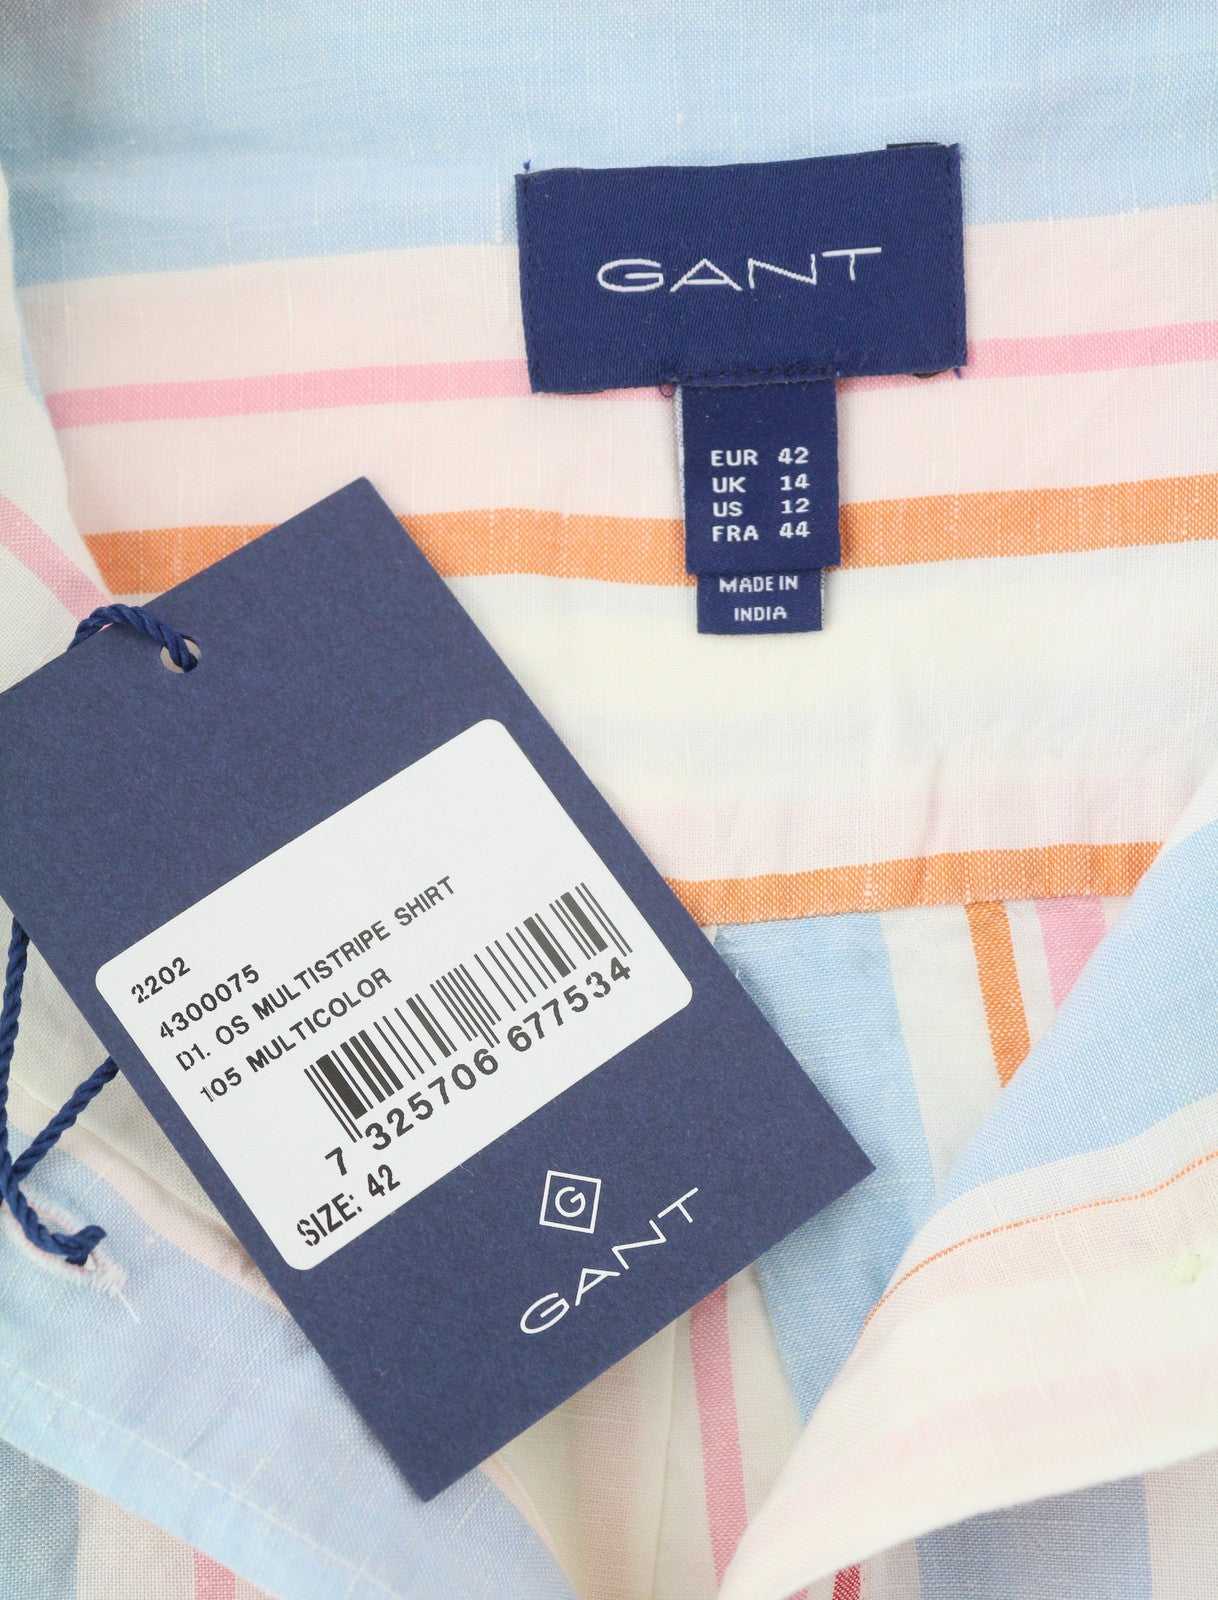 GANT
EUR 42
UK 14
US 12
FRA 44
MADE IN
INDIA
2202
4300075
D1. OS MULTISTRIPE SHIRT
105 MULTICOLOR
7 325706 677534
SIZE: 42
G
GANT